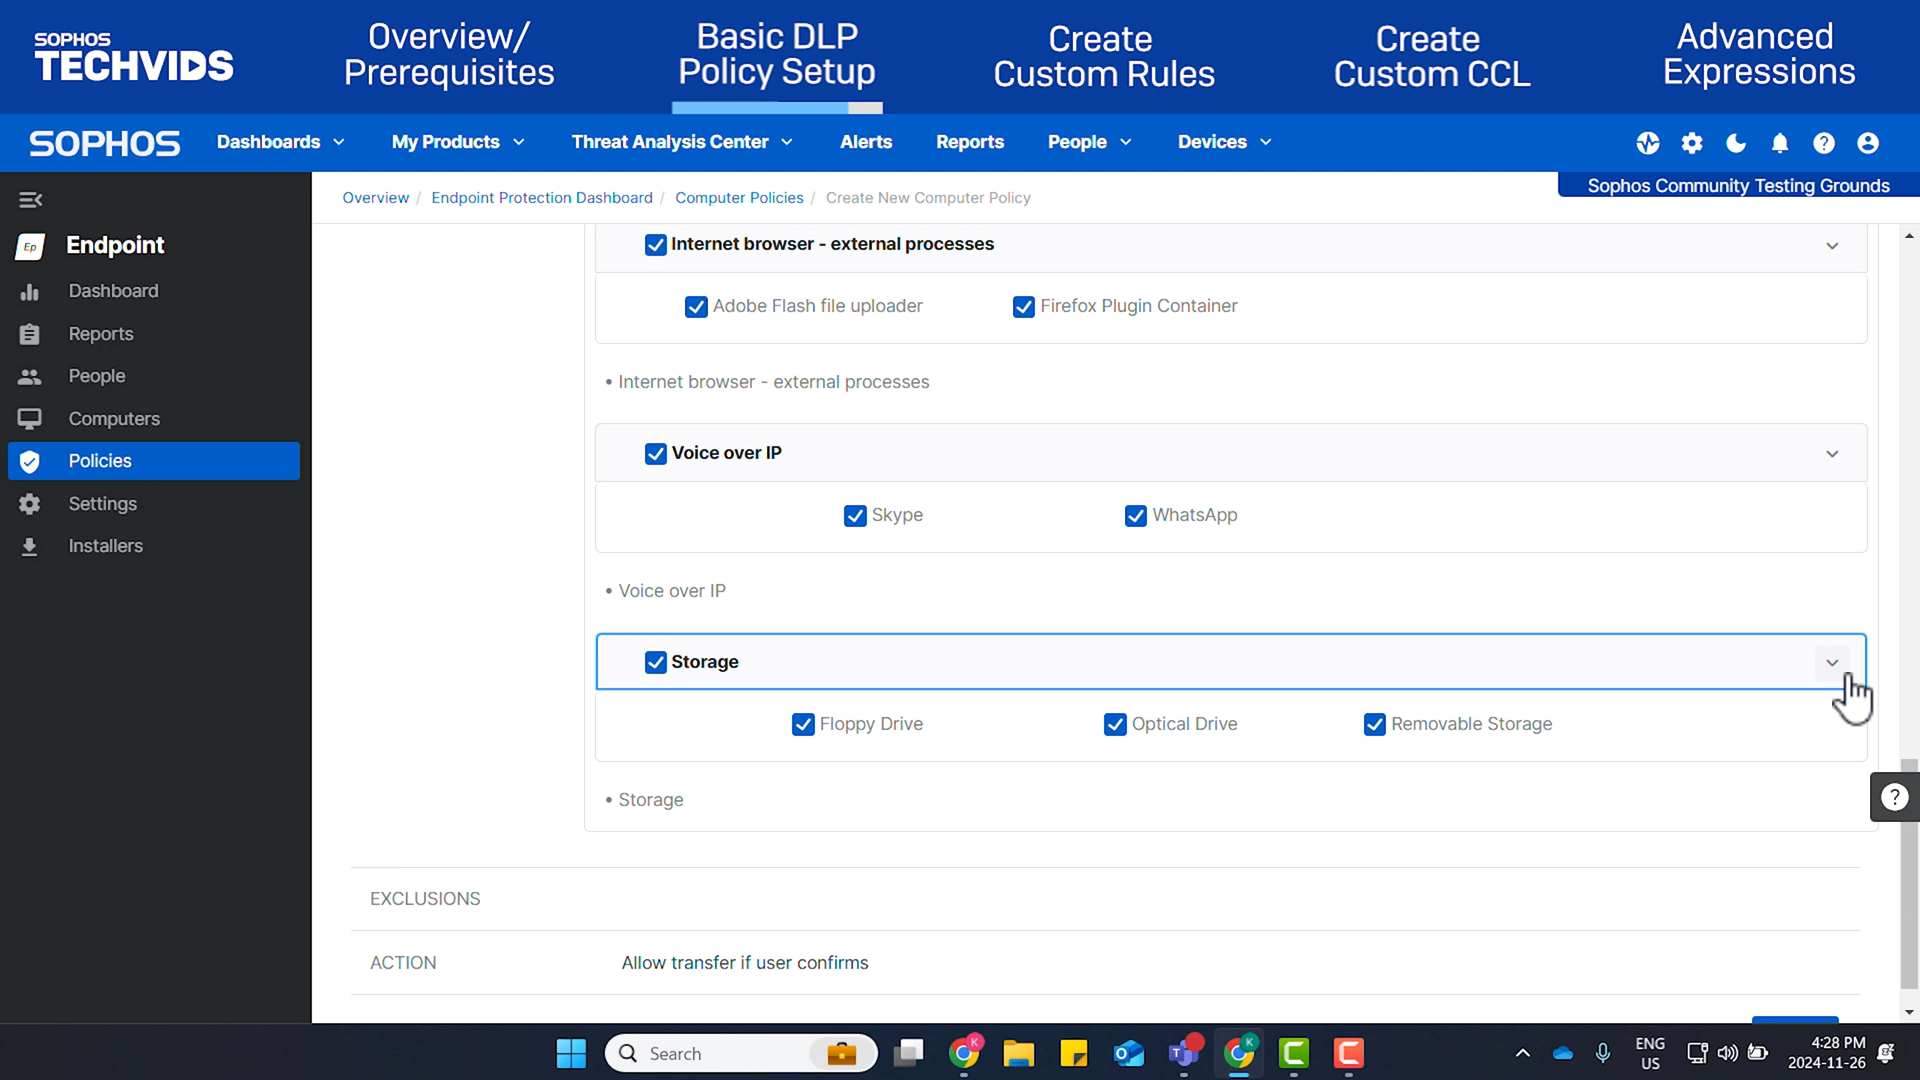 SOPHOS
TECHVIDS
Overview/
Prerequisites
Basic DLP
Policy Setup
Create
Custom Rules
Create
Custom CCL
Advanced
Expressions
SOPHOS
Dashboards
My Products
Threat Analysis Center
Alerts
Reports
People
Devices
Overview / Endpoint Protection Dashboard / Computer Policies / Create New Computer Policy
Sophos Community Testing Grounds
Ep Endpoint
Dashboard
Reports
People
Computers
Policies
Settings
Installers
Internet browser - external processes
Adobe Flash file uploader
Firefox Plugin Container
• Internet browser - external processes
Voice over IP
Skype
WhatsApp
• Voice over IP
Storage
Floppy Drive
Optical Drive
Removable Storage
• Storage
?
EXCLUSIONS
ACTION
Allow transfer if user confirms
Search
K
K
ENG
US
4:28 PM
2024-11-26